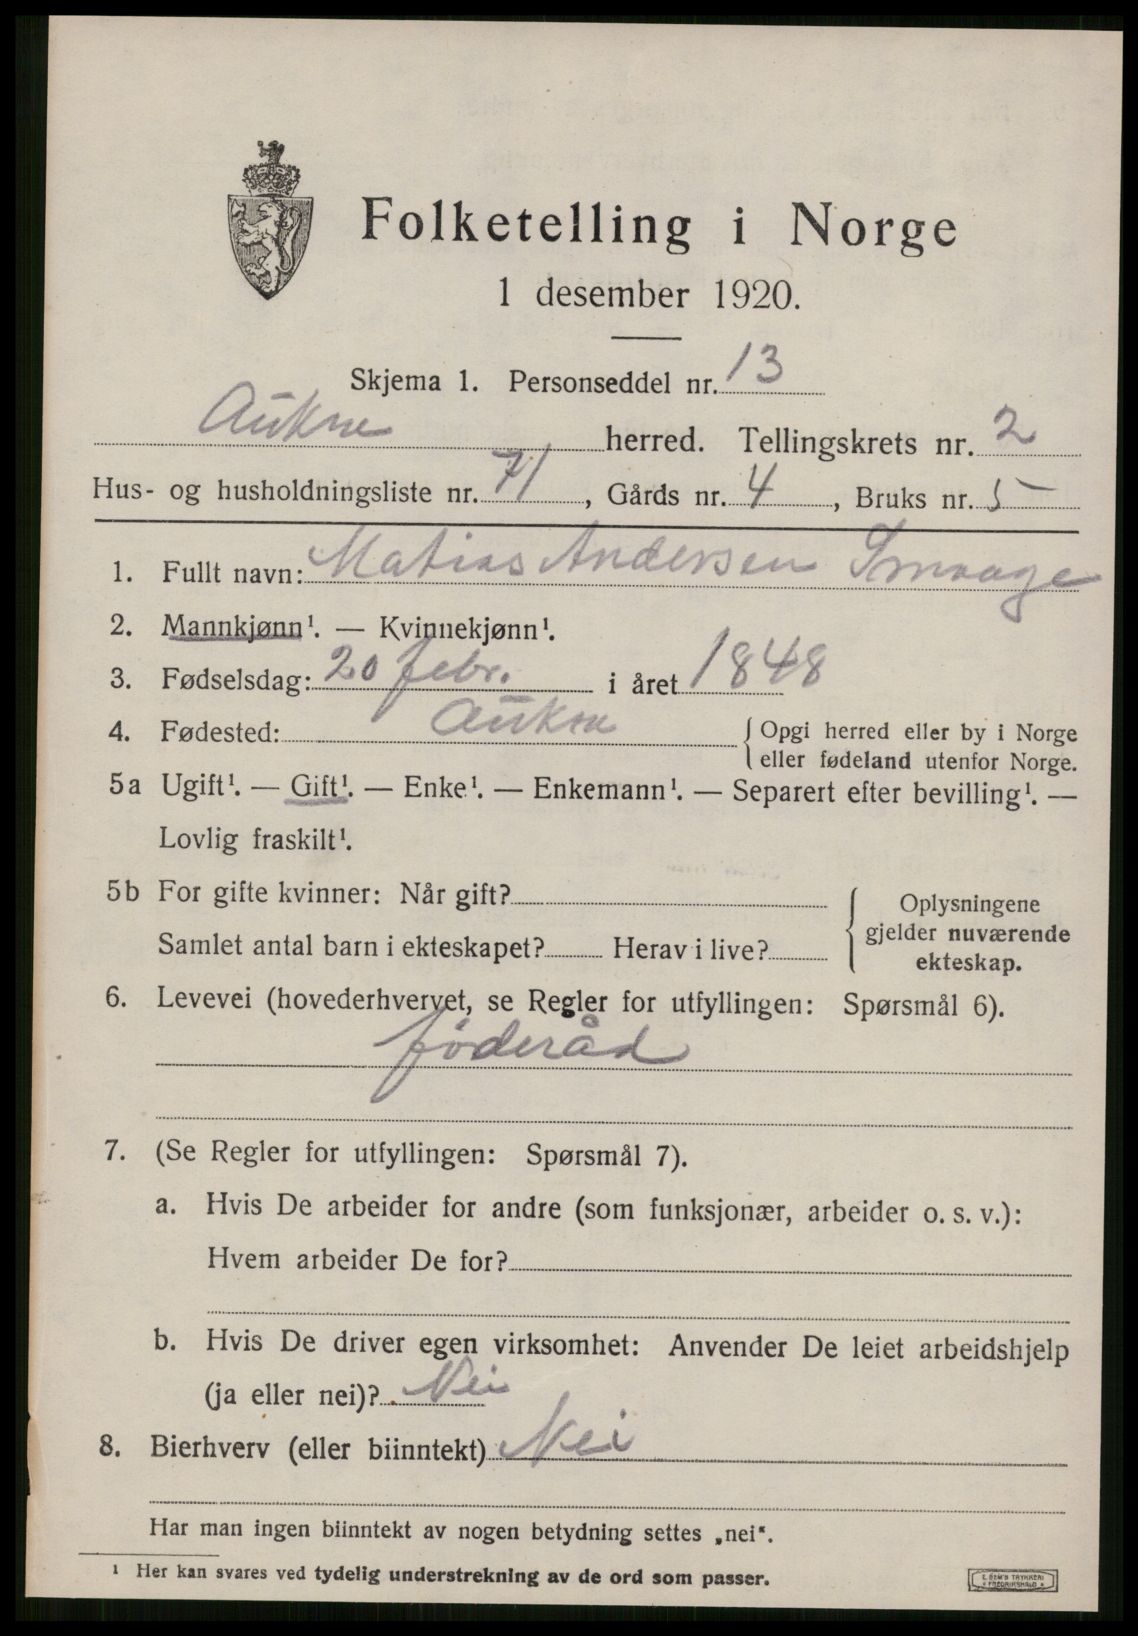 Folketelling i Norge
1 desember 1920.
Skjema 1. Personseddel nr. 13
Aukne herred. Tellingskrets nr. 2
Hus- og husholdningsliste nr. 71, Gårds nr. 4, Bruks nr. 5
1. Fullt navn: Matias Andersen Smaage
2. Mannkjønn¹. — Kvinnekjønn¹.
3. Fødselsdag: 20 febr. i året 1848
4. Fødested: Aukne { Opgi herred eller by i Norge
eller fødeland utenfor Norge.
5a Ugift¹. — Gift¹. — Enke¹. — Enkemann¹. — Separert efter bevilling¹. —
Lovlig fraskilt¹.
5b For gifte kvinner: Når gift?
Samlet antal barn i ekteskapet? Herav i live?
{ Oplysningene
gjelder nuværende
ekteskap.
6. Levevei (hovederhvervet, se Regler for utfyllingen: Spørsmål 6).
føderåd
7. (Se Regler for utfyllingen: Spørsmål 7).
a. Hvis De arbeider for andre (som funksjonær, arbeider o. s. v.):
Hvem arbeider De for?
b. Hvis De driver egen virksomhet: Anvender De leiet arbeidshjelp
(ja eller nei)? Nei
8. Bierhverv (eller biinntekt) Nei
Har man ingen biinntekt av nogen betydning settes „nei“.
¹ Her kan svares ved tydelig understrekning av de ord som passer.
E. SEM'S TRYKKERI
FREDRIKSHALD